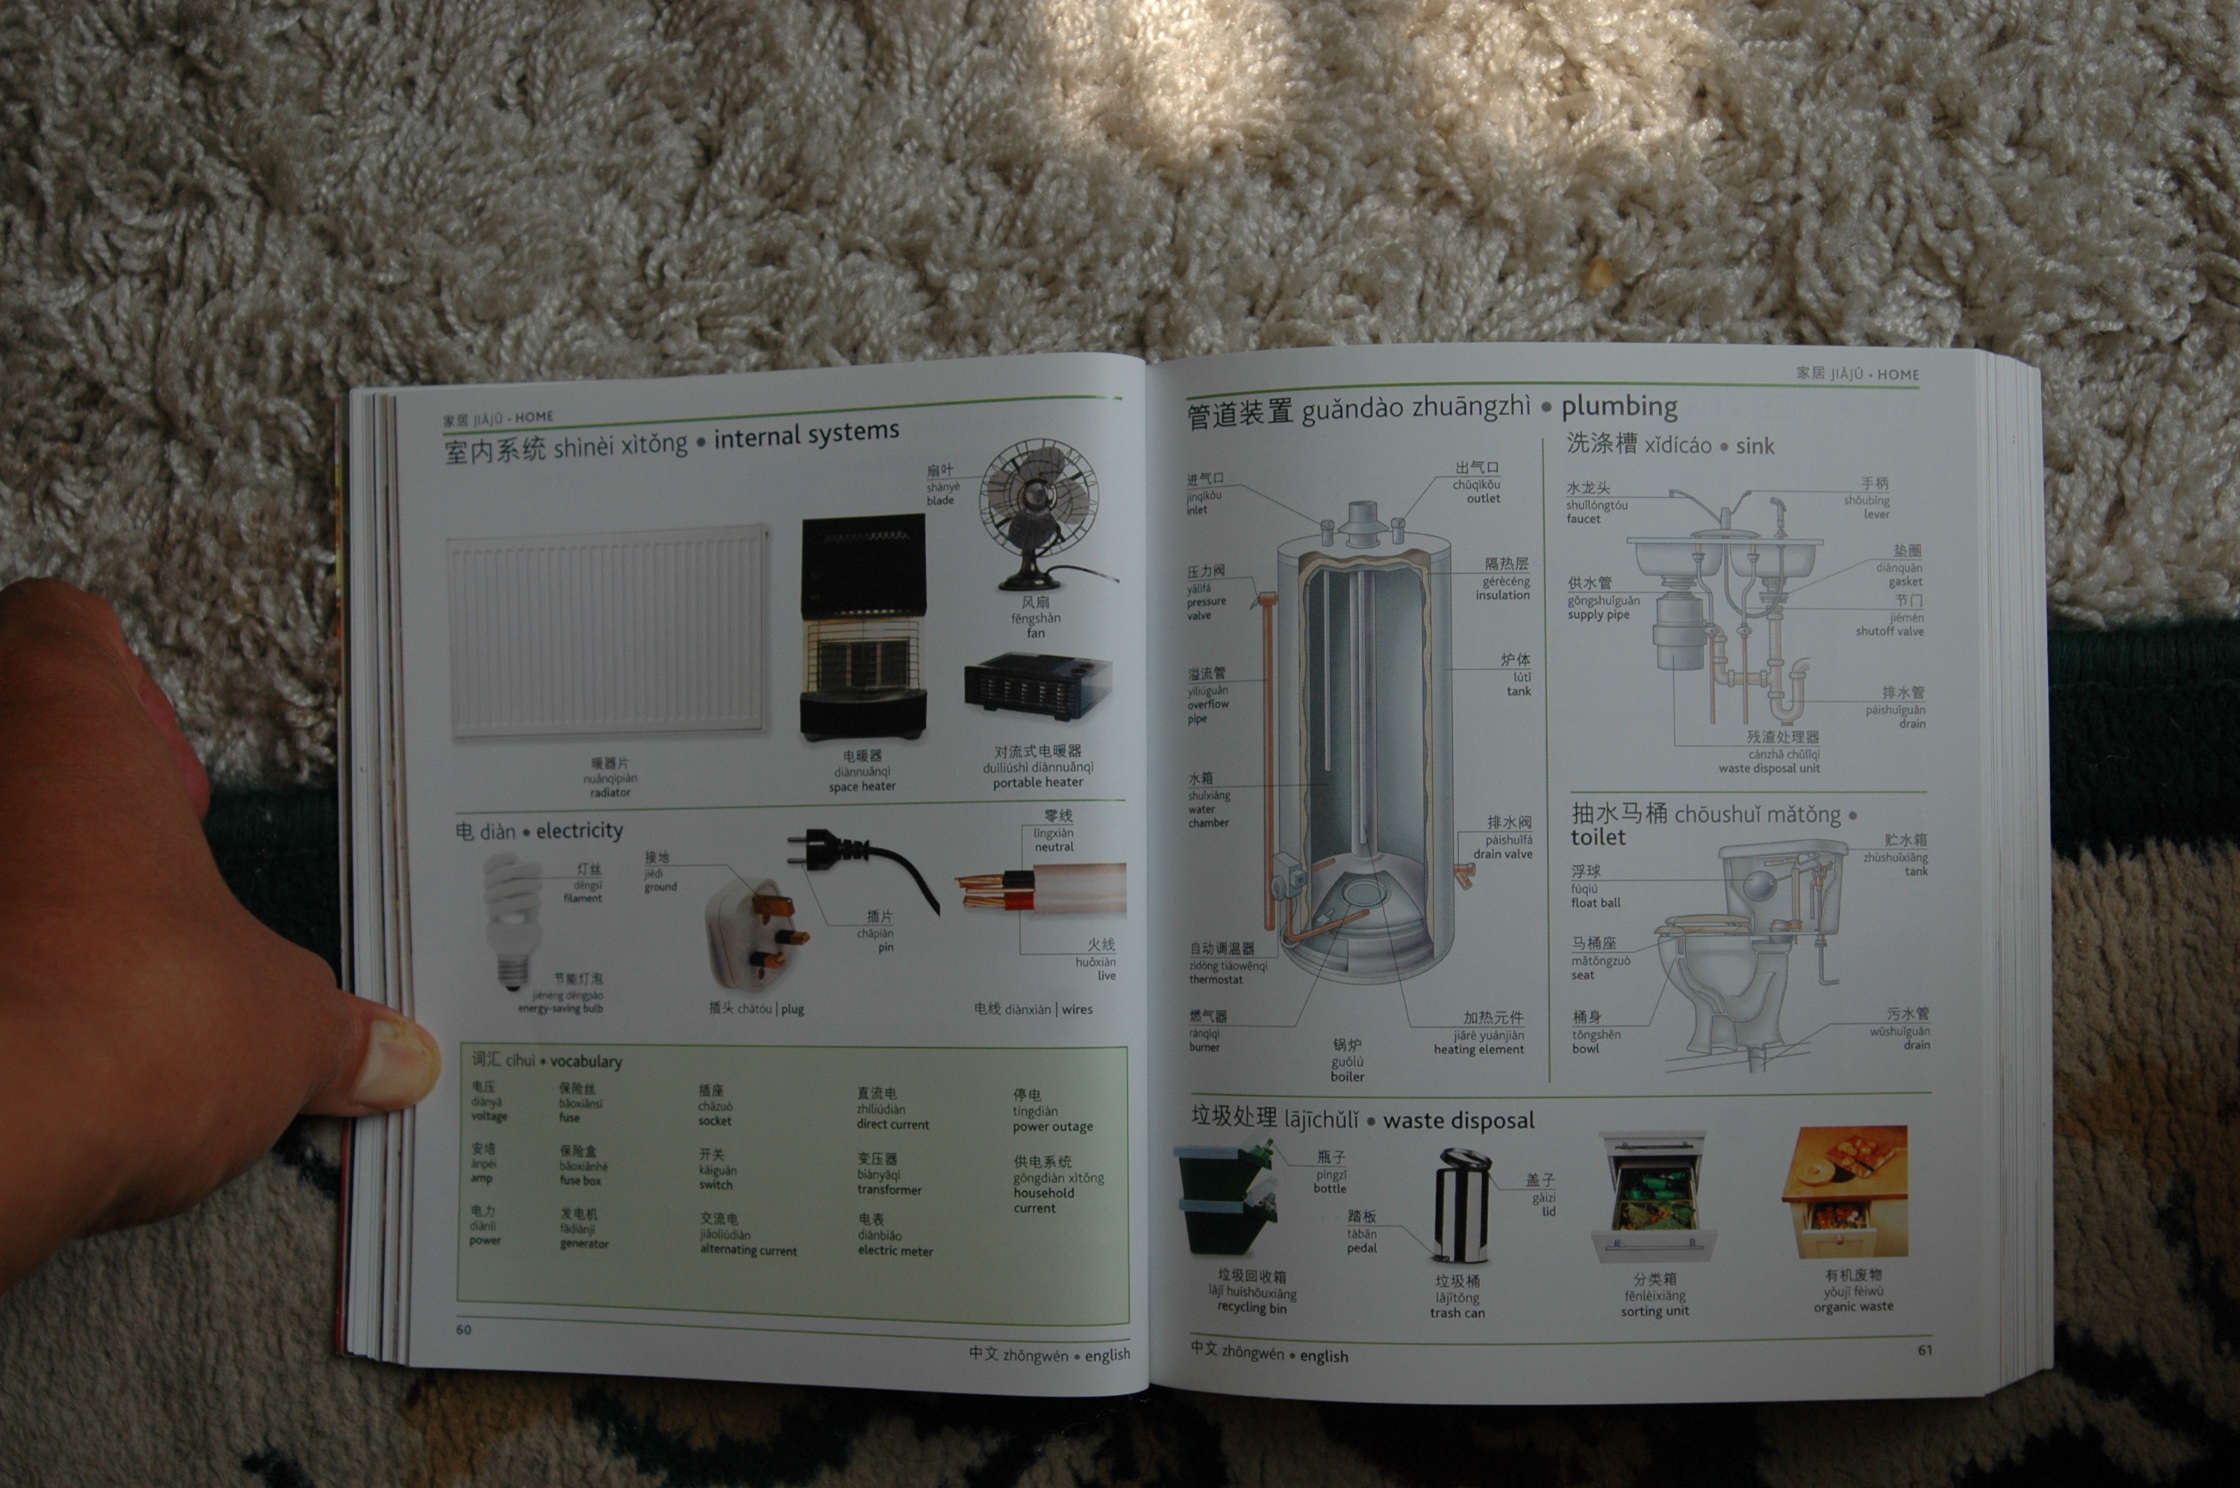 家居 JIĀJŪ • HOME
室内系统 shìnèi xìtǒng • internal systems
扇叶
shànyè
blade
风扇
fēngshàn
fan
暖器片
nuǎnqìpiàn
radiator
电暖器
diànnuǎnqì
space heater
对流式电暖器
duìliúshì diànnuǎnqì
portable heater
电 diàn • electricity
灯丝
dēngsī
filament
节能灯泡
jiénéng dēngpào
energy-saving bulb
接地
jiēdì
ground
插片
chāpiàn
pin
插头 chātóu | plug
零线
língxiàn
neutral
火线
huǒxiàn
live
电线 diànxiàn | wires
词汇 cíhuì • vocabulary
电压
diànyā
voltage
安培
ānpéi
amp
电力
diànlì
power
保险丝
bǎoxiǎnsī
fuse
保险盒
bǎoxiǎnhé
fuse box
发电机
fādiànjī
generator
插座
chāzuò
socket
开关
kāiguān
switch
交流电
jiāoliúdiàn
alternating current
直流电
zhíliúdiàn
direct current
变压器
biànyāqì
transformer
电表
diànbiǎo
electric meter
停电
tíngdiàn
power outage
供电系统
gōngdiàn xìtǒng
household
current
60
中文 zhōngwén • english
家居 JIĀJŪ • HOME
管道装置 guǎndào zhuāngzhì • plumbing
进气口
jìnqìkǒu
inlet
压力阀
yālìfá
pressure
valve
溢流管
yìliúguǎn
overflow
pipe
水箱
shuǐxiāng
water
chamber
自动调温器
zìdòng tiáowēnqì
thermostat
燃气器
ránqìqì
burner
出气口
chūqìkǒu
outlet
隔热层
gérècéng
insulation
炉体
lútǐ
tank
排水阀
páishuǐfá
drain valve
加热元件
jiārè yuánjiàn
heating element
锅炉
guōlú
boiler
洗涤槽 xǐdícáo • sink
水龙头
shuǐlóngtóu
faucet
供水管
gōngshuǐguǎn
supply pipe
手柄
shǒubǐng
lever
垫圈
diànquān
gasket
节门
jiémén
shutoff valve
排水管
páishuǐguǎn
drain
残渣处理器
cánzhā chǔlǐqì
waste disposal unit
抽水马桶 chōushuǐ mǎtǒng •
toilet
浮球
fúqiú
float ball
马桶座
mǎtǒngzuò
seat
桶身
tǒngshēn
bowl
贮水箱
zhùshuǐxiāng
tank
污水管
wūshuǐguǎn
drain
垃圾处理 lājīchǔlǐ • waste disposal
瓶子
píngzi
bottle
垃圾回收箱
lājī huíshōuxiāng
recycling bin
踏板
tàbǎn
pedal
盖子
gàizi
lid
垃圾桶
lājītǒng
trash can
分类箱
fēnlèixiāng
sorting unit
有机废物
yǒujī fèiwù
organic waste
中文 zhōngwén • english
61